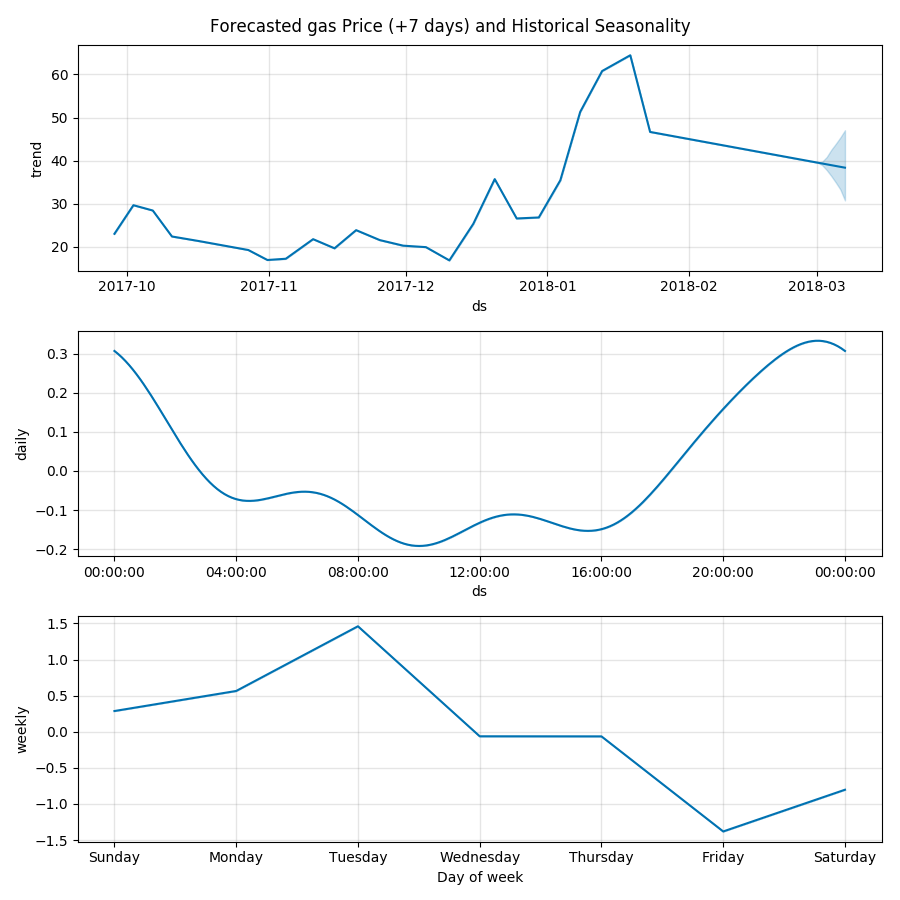 Forecasted gas Price (+7 days) and Historical Seasonality
60
50
40
30
20
trend
2017-10 2017-11 2017-12 2018-01 2018-02 2018-03
ds
0.3
0.2
0.1
0.0
−0.1
−0.2
daily
00:00:00 04:00:00 08:00:00 12:00:00 16:00:00 20:00:00 00:00:00
ds
1.5
1.0
0.5
0.0
−0.5
−1.0
−1.5
weekly
Sunday Monday Tuesday Wednesday Thursday Friday Saturday
Day of week